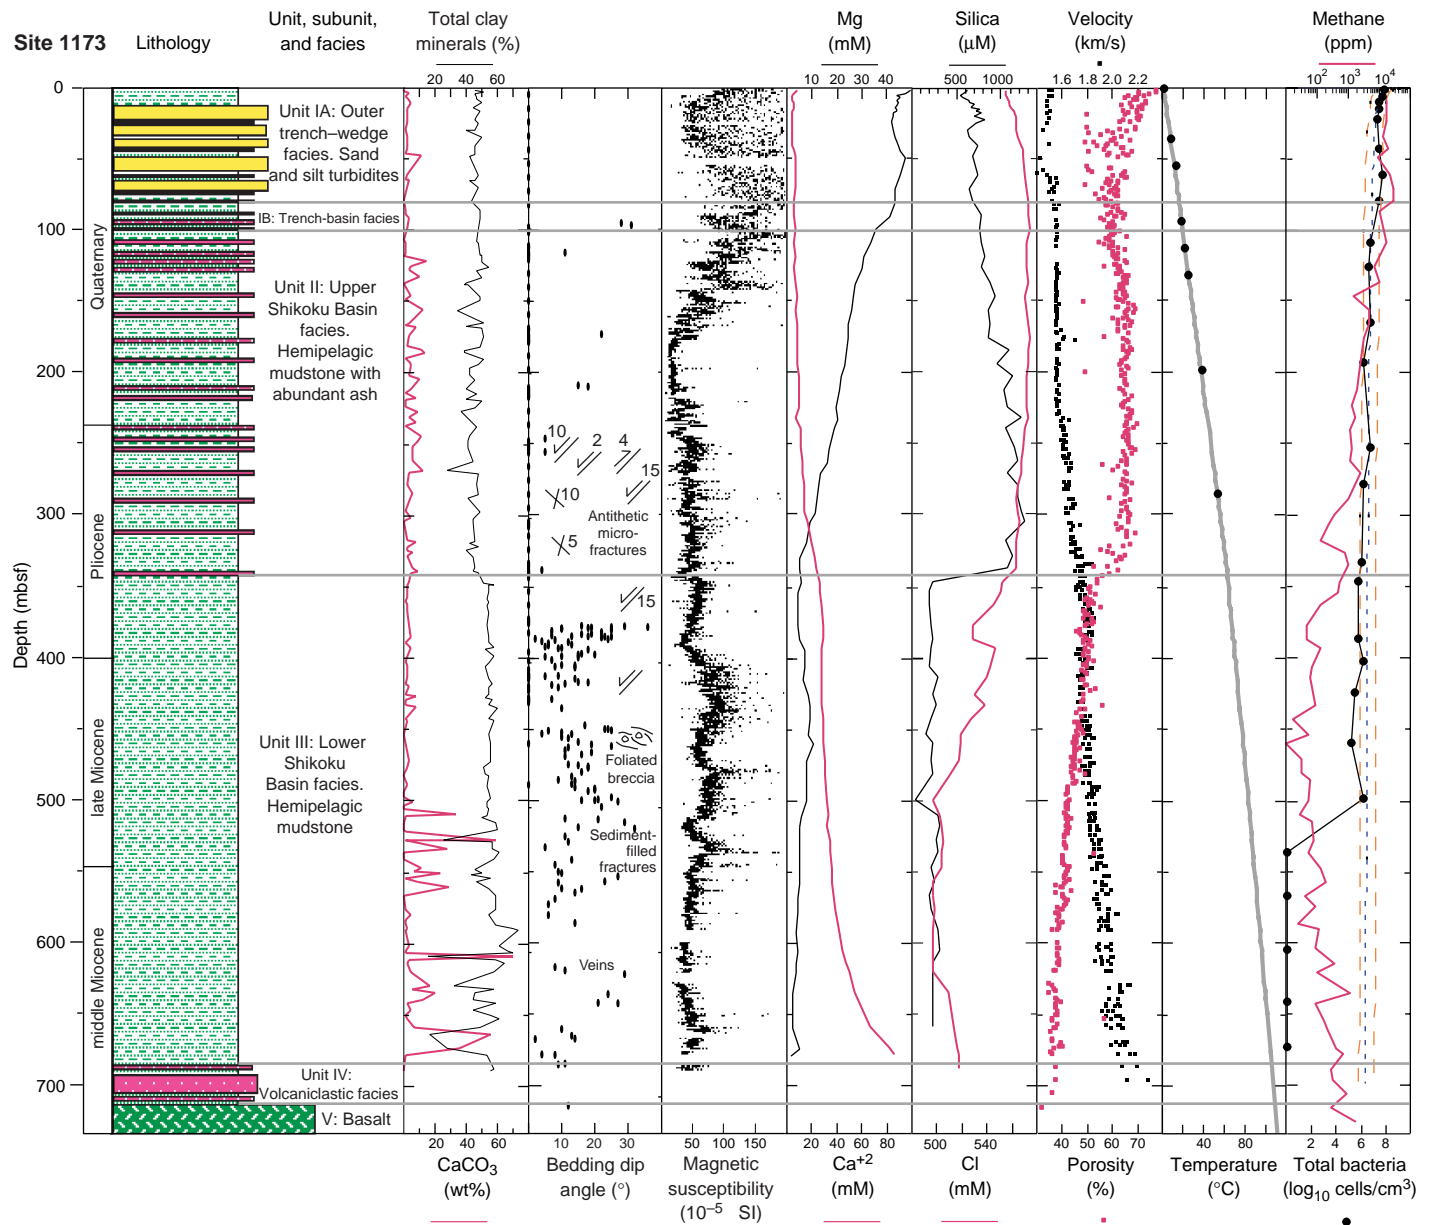 Site 1173
Lithology
Unit, subunit,
and facies
Total clay
minerals (%)
20 40 60
Mg
(mM)
10 20 30 40
Silica
(μM)
500 1000
Velocity
(km/s)
1.6 1.8 2.0 2.2
Methane
(ppm)
10² 10³ 10⁴
Depth (mbsf)
0
100
200
300
400
500
600
700
Quaternary
Pliocene
late Miocene
middle Miocene
Unit IA: Outer
trench–wedge
facies. Sand
and silt turbidites
IB: Trench-basin facies
Unit II: Upper
Shikoku Basin
facies.
Hemipelagic
mudstone with
abundant ash
Unit III: Lower
Shikoku
Basin facies.
Hemipelagic
mudstone
Unit IV:
Volcaniclastic facies
V: Basalt
10 2 4
15
10
Antithetic
micro-
fractures
5
15
Foliated
breccia
Sediment-
filled
fractures
Veins
20 40 60
CaCO₃
(wt%)
10 20 30
Bedding dip
angle (°)
50 100 150
Magnetic
susceptibility
(10⁻⁵ SI)
20 40 60 80
Ca⁺²
(mM)
500 540
Cl
(mM)
40 50 60 70
Porosity
(%)
40 80
Temperature
(°C)
2 4 6 8
Total bacteria
(log₁₀ cells/cm³)